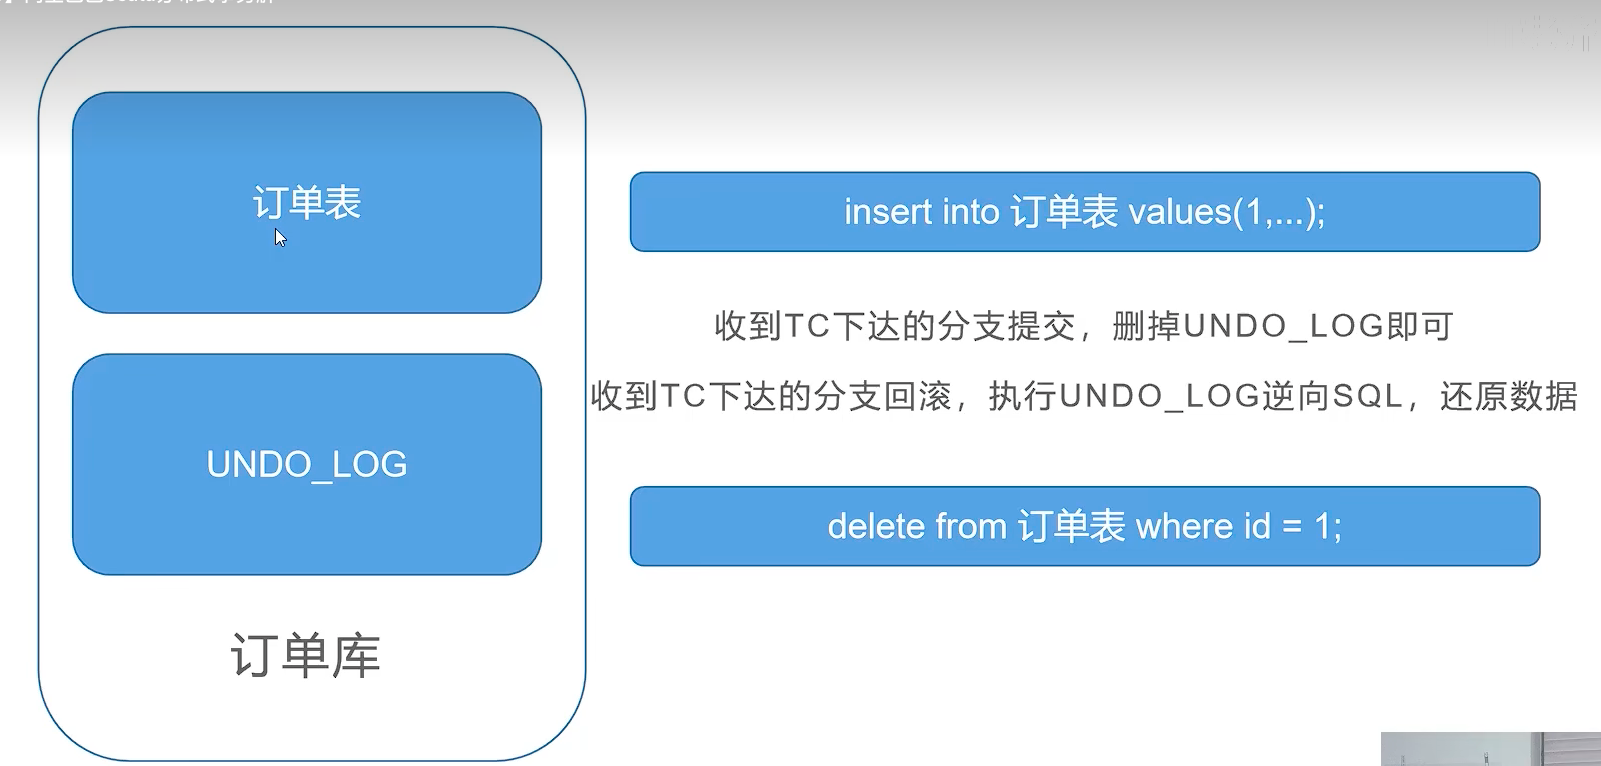 订单表
insert into 订单表 values(1,...);
收到TC下达的分支提交，删掉UNDO_LOG即可
收到TC下达的分支回滚，执行UNDO_LOG逆向SQL，还原数据
UNDO_LOG
delete from 订单表 where id = 1;
订单库